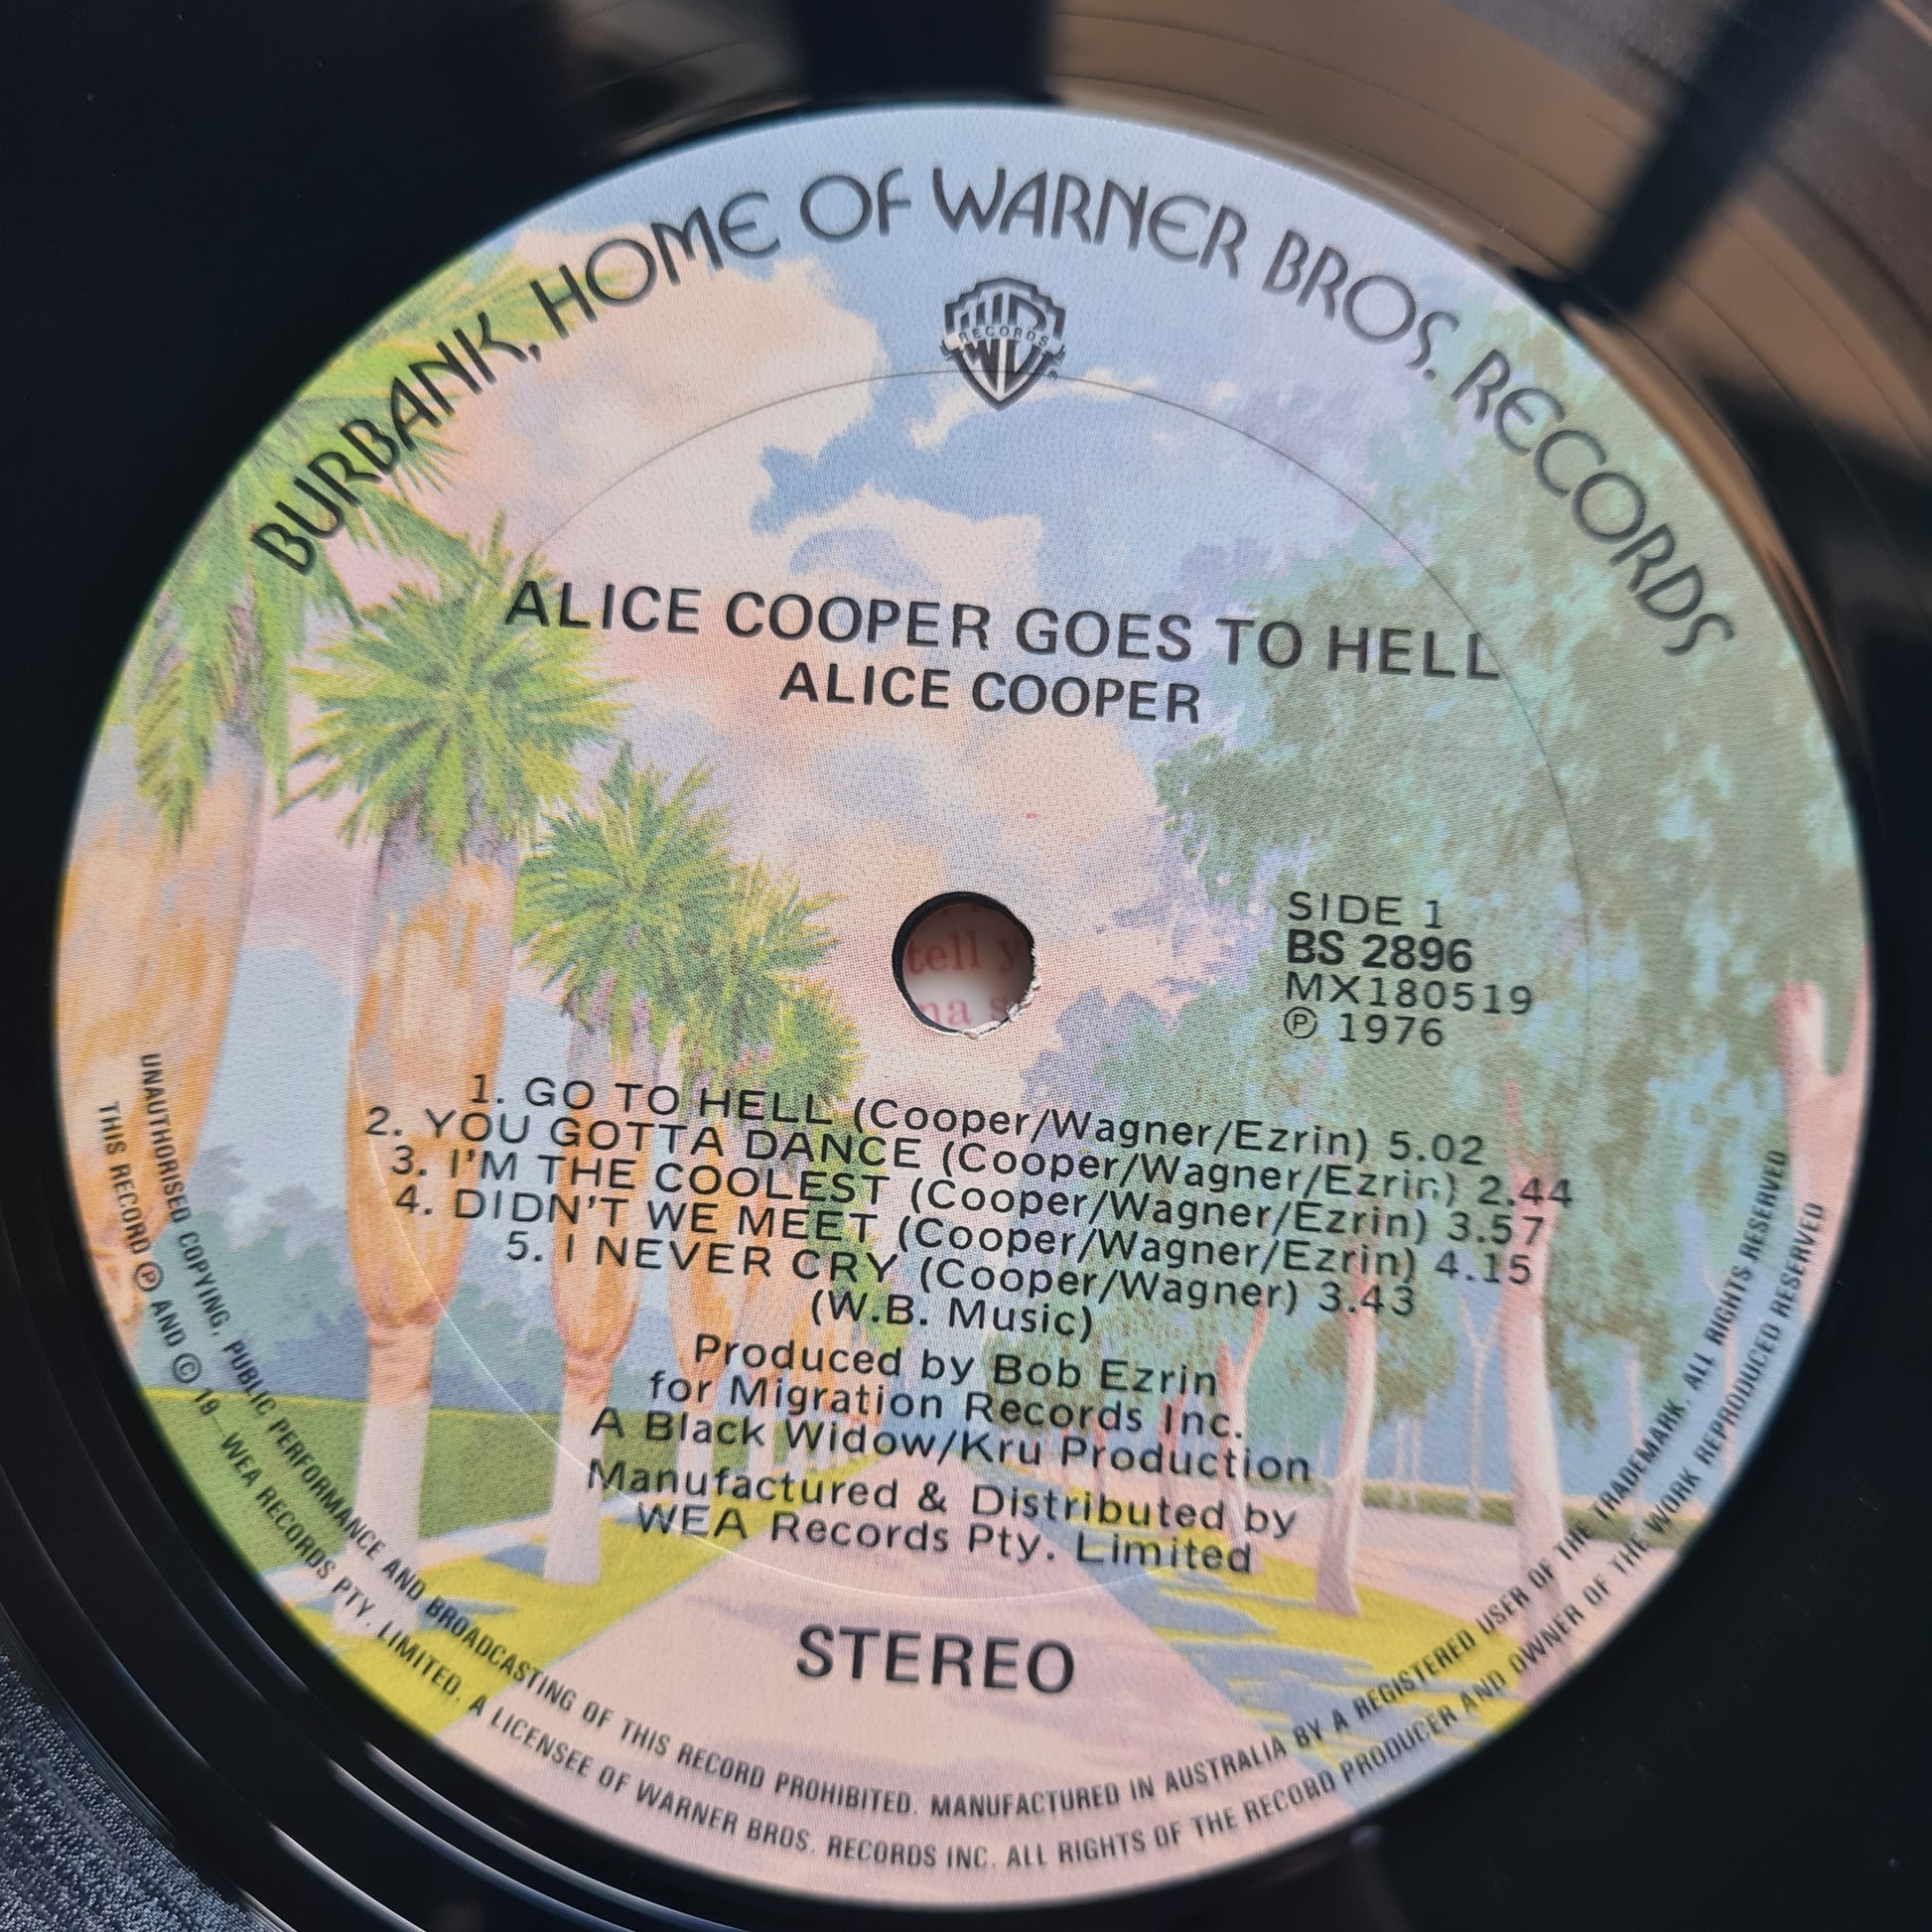 BURBANK, HOME OF WARNER BROS. RECORDS
RECORDS
ALICE COOPER GOES TO HELL
ALICE COOPER
SIDE 1
BS 2896
MX180519
℗ 1976
tell
1. GO TO HELL (Cooper/Wagner/Ezrin) 5.02
2. YOU GOTTA DANCE (Cooper/Wagner/Ezrin) 2.44
3. I'M THE COOLEST (Cooper/Wagner/Ezrin) 3.57
4. DIDN'T WE MEET (Cooper/Wagner/Ezrin) 4.15
5. I NEVER CRY (Cooper/Wagner) 3.43
(W.B. Music)
Produced by Bob Ezrin
for Migration Records Inc.
A Black Widow/Kru Production
Manufactured & Distributed by
WEA Records Pty. Limited
STEREO
UNAUTHORISED COPYING, PUBLIC PERFORMANCE AND BROADCASTING OF THIS RECORD PROHIBITED. MANUFACTURED IN AUSTRALIA BY A REGISTERED USER OF THE TRADEMARK. ALL RIGHTS RESERVED
THIS RECORD ℗ AND © 19 WEA RECORDS PTY. LIMITED. A LICENSEE OF WARNER BROS. RECORDS INC. ALL RIGHTS OF THE RECORD PRODUCER AND OWNER OF THE WORK REPRODUCED RESERVED